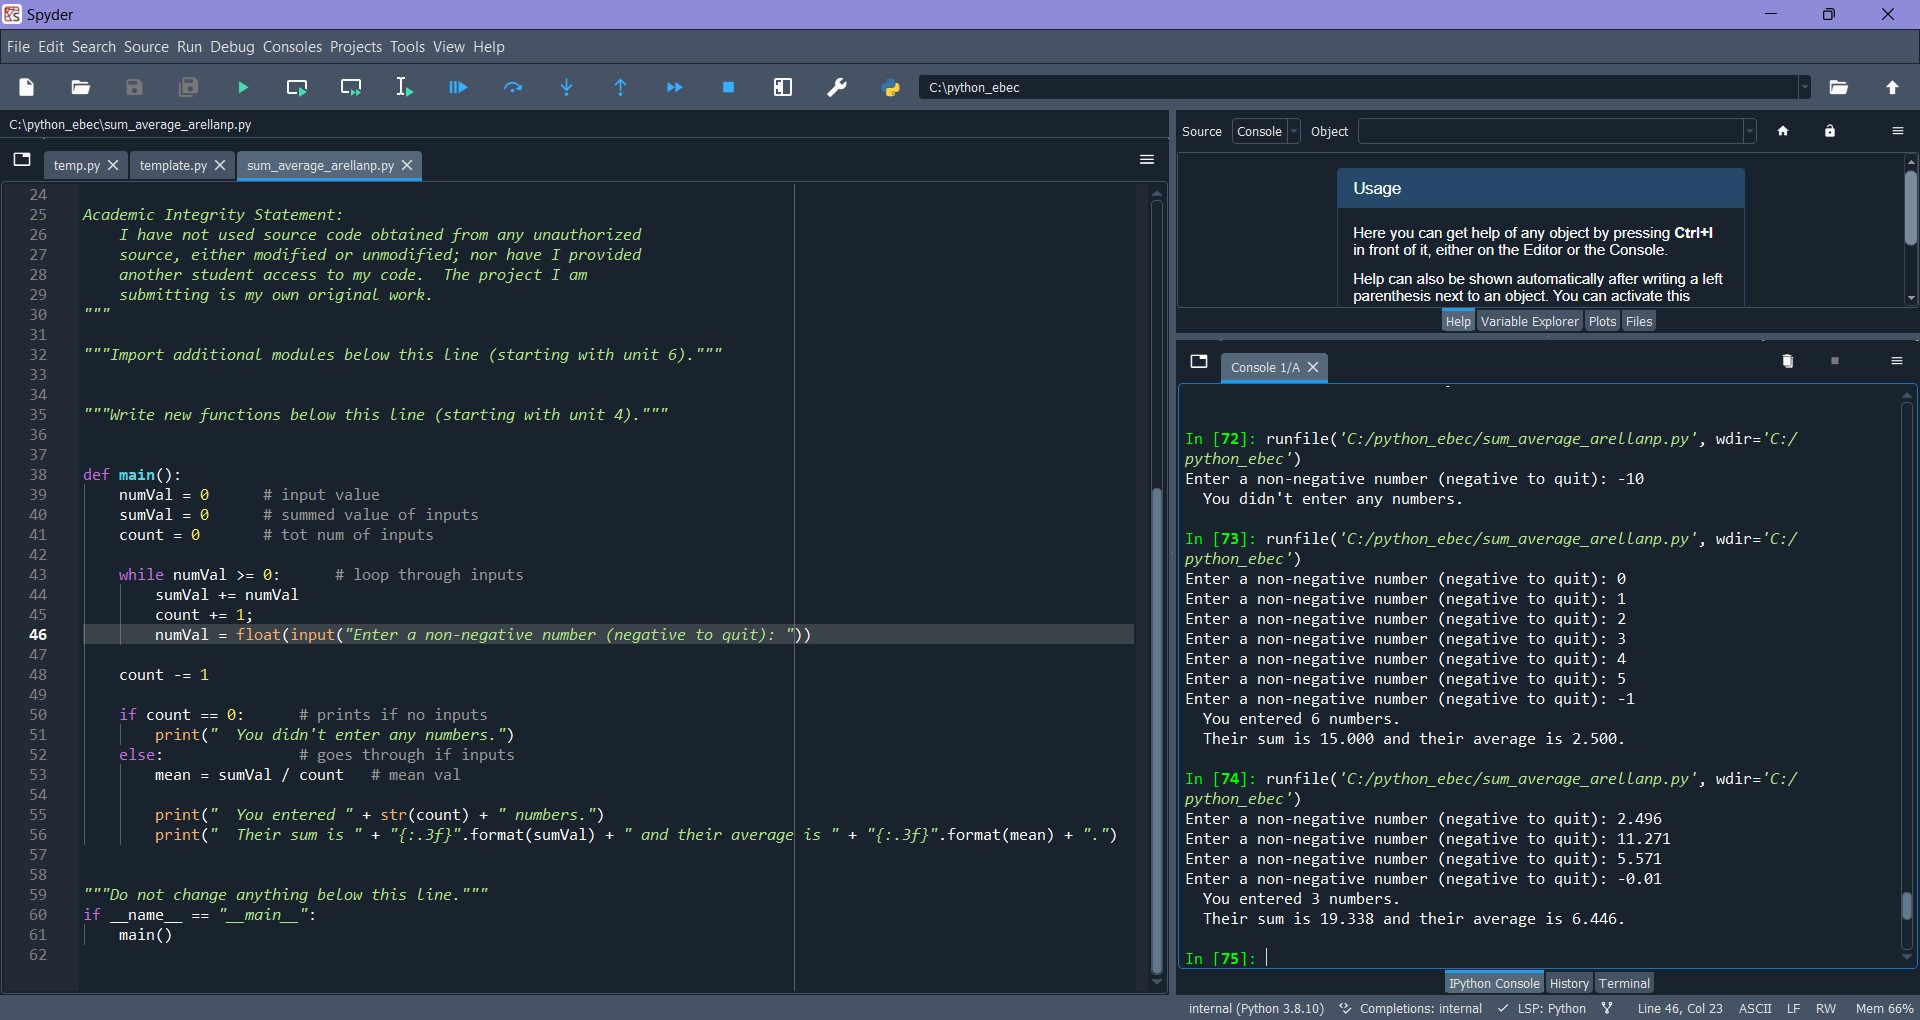 Spyder
File Edit Search Source Run Debug Consoles Projects Tools View Help
C:\python_ebec
C:\python_ebec\sum_average_arellanp.py
temp.py
template.py
sum_average_arellanp.py
24
25 Academic Integrity Statement:
26     I have not used source code obtained from any unauthorized
27     source, either modified or unmodified; nor have I provided
28     another student access to my code.  The project I am
29     submitting is my own original work.
30 """
31
32 """Import additional modules below this line (starting with unit 6)."""
33
34
35 """Write new functions below this line (starting with unit 4)."""
36
37
38 def main():
39     numVal = 0      # input value
40     sumVal = 0      # summed value of inputs
41     count = 0       # tot num of inputs
42
43     while numVal >= 0:      # loop through inputs
44         sumVal += numVal
45         count += 1;
46         numVal = float(input("Enter a non-negative number (negative to quit): "))
47
48     count -= 1
49
50     if count == 0:      # prints if no inputs
51         print("  You didn't enter any numbers.")
52     else:               # goes through if inputs
53         mean = sumVal / count   # mean val
54
55         print("  You entered " + str(count) + " numbers.")
56         print("  Their sum is " + "{:.3f}".format(sumVal) + " and their average is " + "{:.3f}".format(mean) + ".")
57
58
59 """Do not change anything below this line."""
60 if __name__ == "__main__":
61     main()
62
Source Console Object
Usage
Here you can get help of any object by pressing Ctrl+I
in front of it, either on the Editor or the Console.
Help can also be shown automatically after writing a left
parenthesis next to an object. You can activate this
Help Variable Explorer Plots Files
Console 1/A
In [72]: runfile('C:/python_ebec/sum_average_arellanp.py', wdir='C:/
python_ebec')
Enter a non-negative number (negative to quit): -10
  You didn't enter any numbers.
In [73]: runfile('C:/python_ebec/sum_average_arellanp.py', wdir='C:/
python_ebec')
Enter a non-negative number (negative to quit): 0
Enter a non-negative number (negative to quit): 1
Enter a non-negative number (negative to quit): 2
Enter a non-negative number (negative to quit): 3
Enter a non-negative number (negative to quit): 4
Enter a non-negative number (negative to quit): 5
Enter a non-negative number (negative to quit): -1
  You entered 6 numbers.
  Their sum is 15.000 and their average is 2.500.
In [74]: runfile('C:/python_ebec/sum_average_arellanp.py', wdir='C:/
python_ebec')
Enter a non-negative number (negative to quit): 2.496
Enter a non-negative number (negative to quit): 11.271
Enter a non-negative number (negative to quit): 5.571
Enter a non-negative number (negative to quit): -0.01
  You entered 3 numbers.
  Their sum is 19.338 and their average is 6.446.
In [75]:
IPython Console History Terminal
internal (Python 3.8.10) Completions: internal LSP: Python Line 46, Col 23 ASCII LF RW Mem 66%